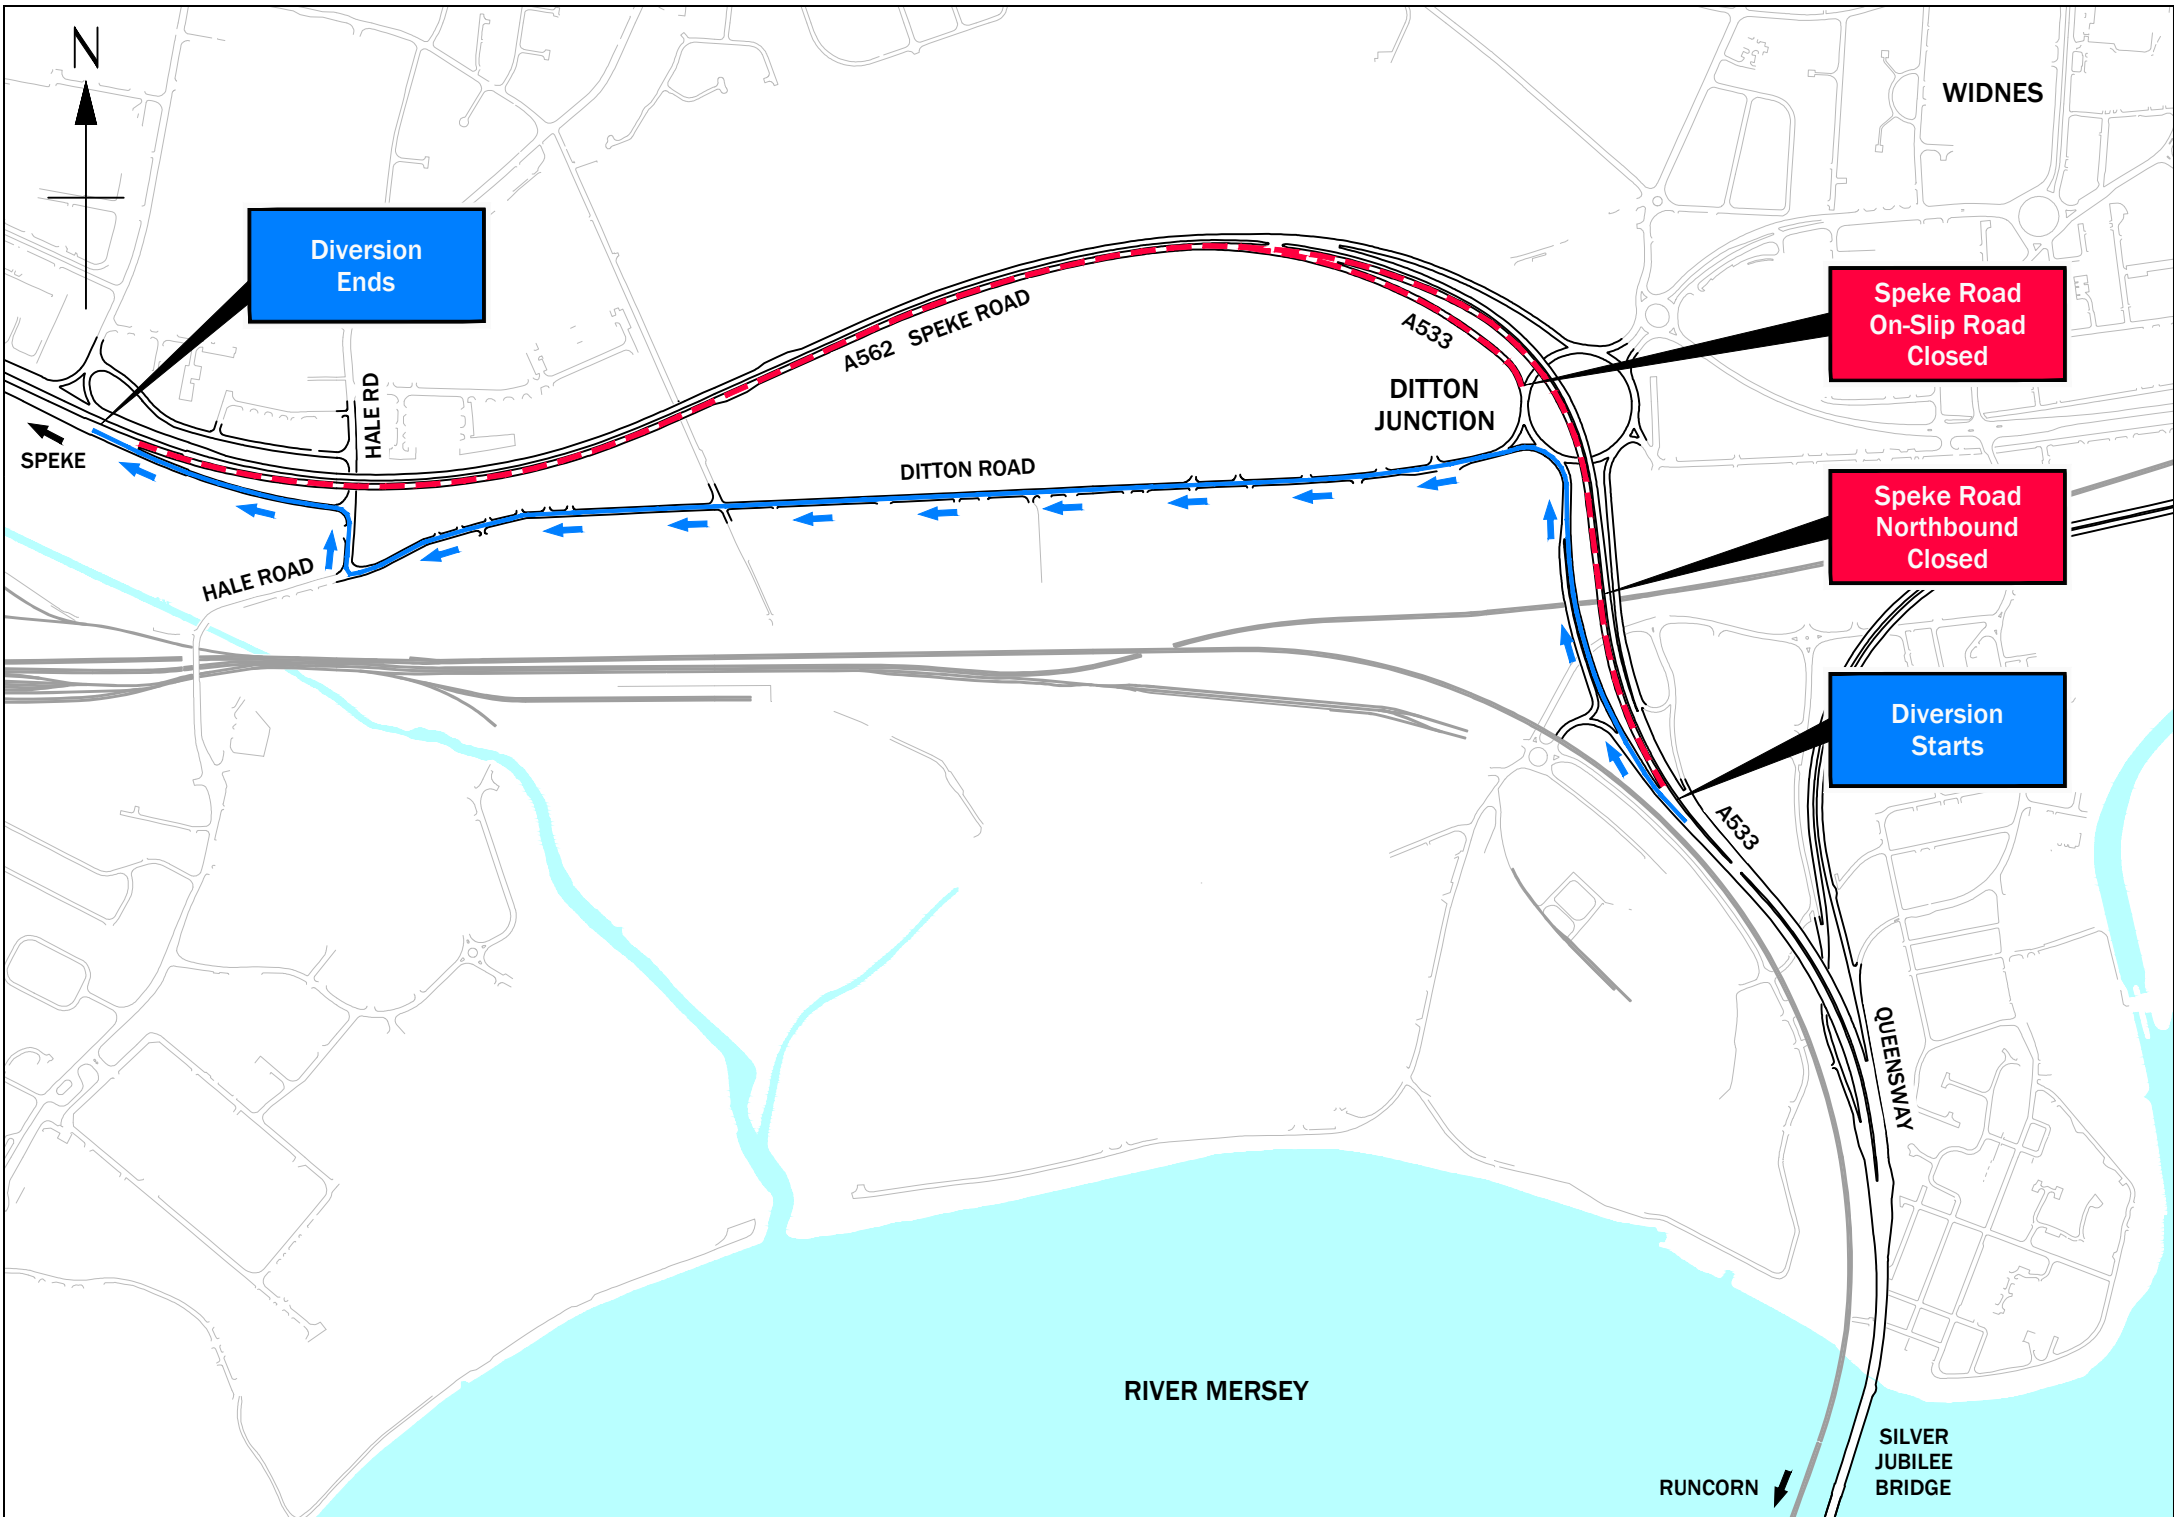 N
WIDNES
Diversion
Ends
Speke Road
On-Slip Road
Closed
A562 SPEKE ROAD
A533
DITTON
JUNCTION
HALE RD
SPEKE
DITTON ROAD
Speke Road
Northbound
Closed
HALE ROAD
Diversion
Starts
A533
QUEENSWAY
RIVER MERSEY
SILVER
JUBILEE
BRIDGE
RUNCORN